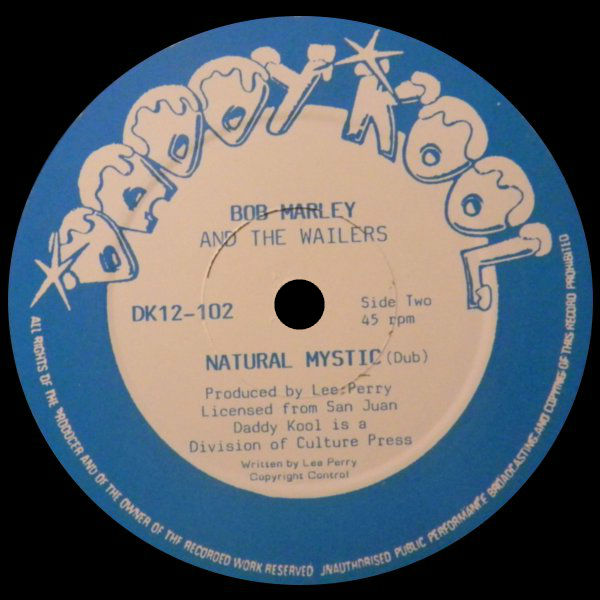 DADDY KOOL
BOB MARLEY
AND THE WAILERS
DK12-102
Side Two
45 rpm
NATURAL MYSTIC (Dub)
Produced by Lee Perry
Licensed from San Juan
Daddy Kool is a
Division of Culture Press
Written by Lee Perry
Copyright Control
ALL RIGHTS OF THE PRODUCER AND OF THE OWNER OF THE RECORDED WORK RESERVED UNAUTHORISED PUBLIC PERFORMANCE BROADCASTING AND COPYING OF THIS RECORD PROHIBITED